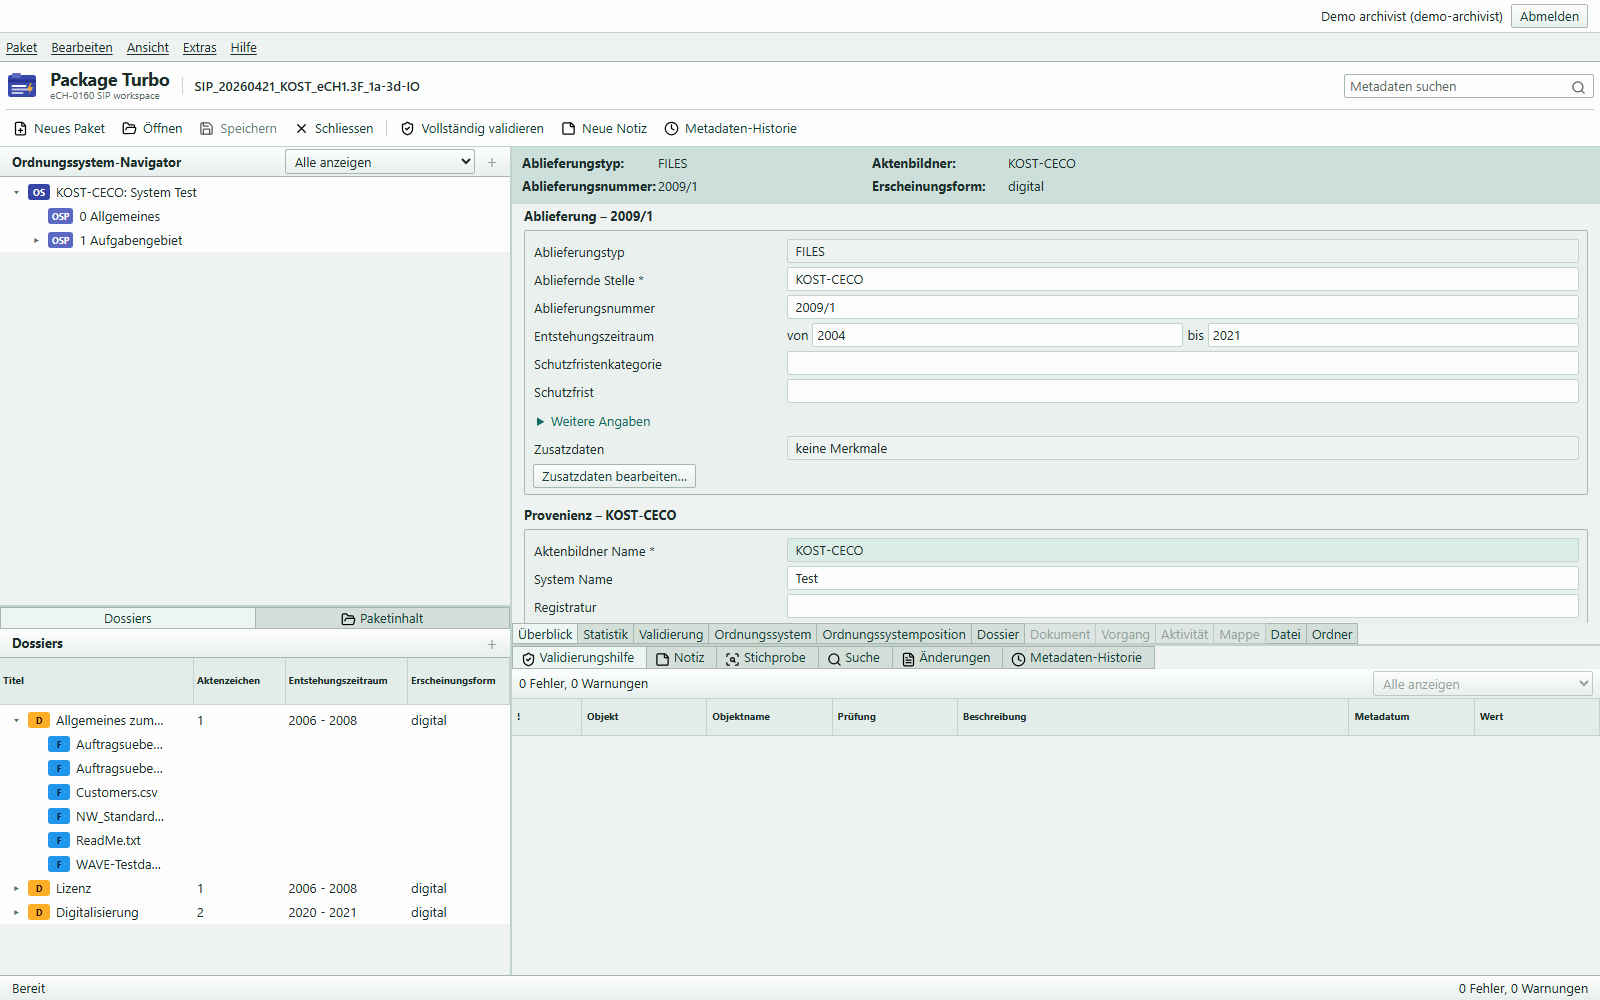 Demo archivist (demo-archivist) Abmelden
Paket Bearbeiten Ansicht Extras Hilfe
Package Turbo
eCH-0160 SIP workspace
SIP_20260421_KOST_eCH1.3F_1a-3d-IO
Metadaten suchen
Neues Paket Öffnen Speichern Schliessen Vollständig validieren Neue Notiz Metadaten-Historie
Ordnungssystem-Navigator Alle anzeigen +
OS KOST-CECO: System Test
OSP 0 Allgemeines
OSP 1 Aufgabengebiet
Dossiers Paketinhalt
Dossiers +
Titel Aktenzeichen Entstehungszeitraum Erscheinungsform
D Allgemeines zum... 1 2006 - 2008 digital
F Auftragsuebe...
F Auftragsuebe...
F Customers.csv
F NW_Standard...
F ReadMe.txt
F WAVE-Testda...
D Lizenz 1 2006 - 2008 digital
D Digitalisierung 2 2020 - 2021 digital
Ablieferungstyp: FILES Aktenbildner: KOST-CECO
Ablieferungsnummer: 2009/1 Erscheinungsform: digital
Ablieferung – 2009/1
Ablieferungstyp FILES
Abliefernde Stelle * KOST-CECO
Ablieferungsnummer 2009/1
Entstehungszeitraum von 2004 bis 2021
Schutzfristenkategorie
Schutzfrist
Weitere Angaben
Zusatzdaten keine Merkmale
Zusatzdaten bearbeiten...
Provenienz – KOST-CECO
Aktenbildner Name * KOST-CECO
System Name Test
Registratur
Überblick Statistik Validierung Ordnungssystem Ordnungssystemposition Dossier Dokument Vorgang Aktivität Mappe Datei Ordner
Validierungshilfe Notiz Stichprobe Suche Änderungen Metadaten-Historie
0 Fehler, 0 Warnungen Alle anzeigen
! Objekt Objektname Prüfung Beschreibung Metadatum Wert
Bereit 0 Fehler, 0 Warnungen